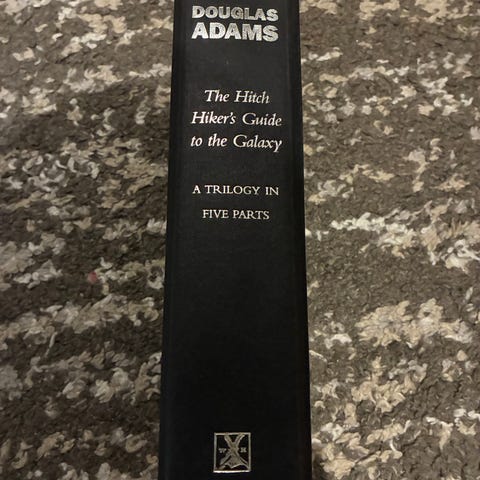 DOUGLAS
ADAMS
The Hitch
Hiker's Guide
to the Galaxy
A TRILOGY IN
FIVE PARTS
W H